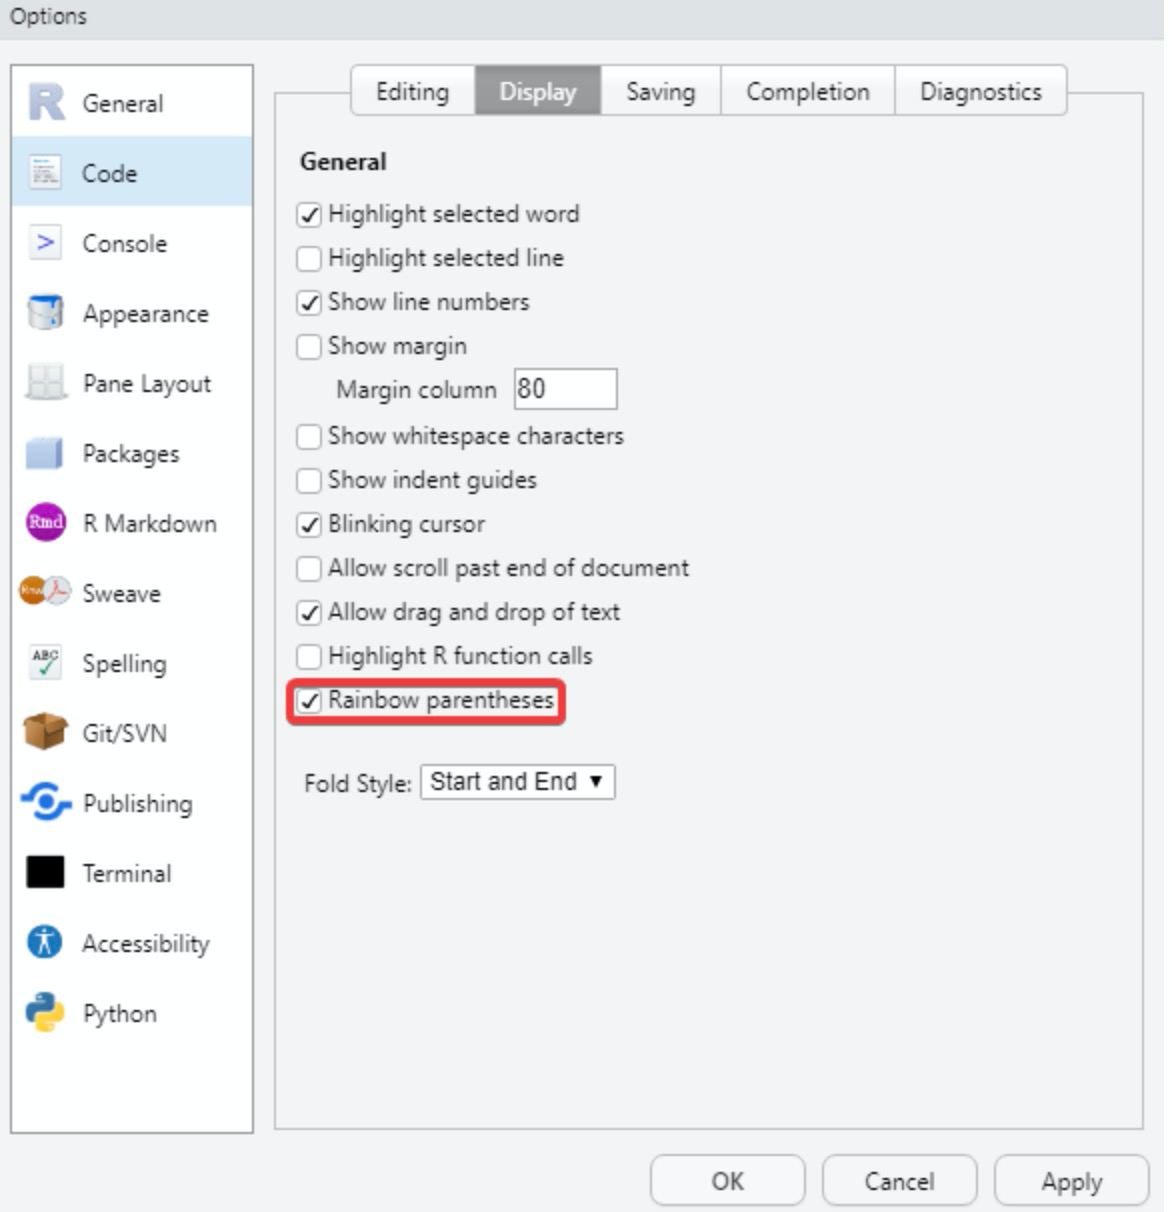 Options
General
Code
Console
Appearance
Pane Layout
Packages
Rmd R Markdown
Sweave
ABC Spelling
Git/SVN
Publishing
Terminal
Accessibility
Python
Editing Display Saving Completion Diagnostics
General
Highlight selected word
Highlight selected line
Show line numbers
Show margin
Margin column 80
Show whitespace characters
Show indent guides
Blinking cursor
Allow scroll past end of document
Allow drag and drop of text
Highlight R function calls
Rainbow parentheses
Fold Style: Start and End
OK Cancel Apply